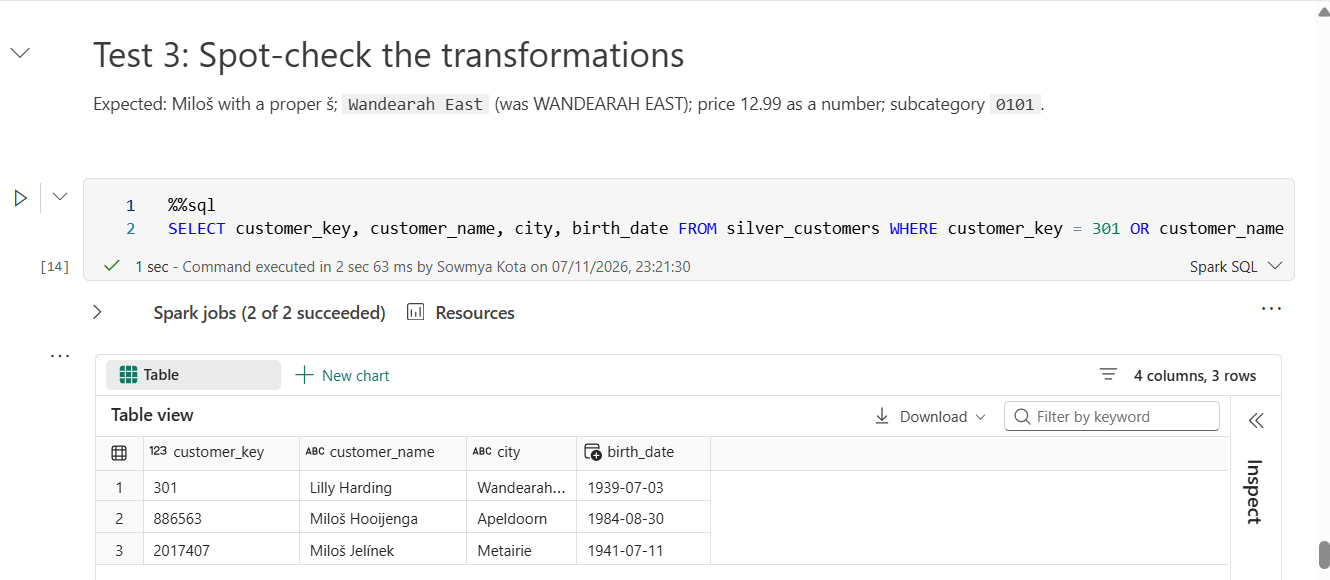 Test 3: Spot-check the transformations
Expected: Miloš with a proper š; Wandearah East (was WANDEARAH EAST); price 12.99 as a number; subcategory 0101.
1 %%sql
2 SELECT customer_key, customer_name, city, birth_date FROM silver_customers WHERE customer_key = 301 OR customer_name
[14] 1 sec - Command executed in 2 sec 63 ms by Sowmya Kota on 07/11/2026, 23:21:30 Spark SQL
Spark jobs (2 of 2 succeeded) Resources ...
...
Table New chart 4 columns, 3 rows
Table view Download Filter by keyword
123 customer_key ABC customer_name ABC city birth_date
1 301 Lilly Harding Wandearah... 1939-07-03
2 886563 Miloš Hooijenga Apeldoorn 1984-08-30
3 2017407 Miloš Jelínek Metairie 1941-07-11
Inspect